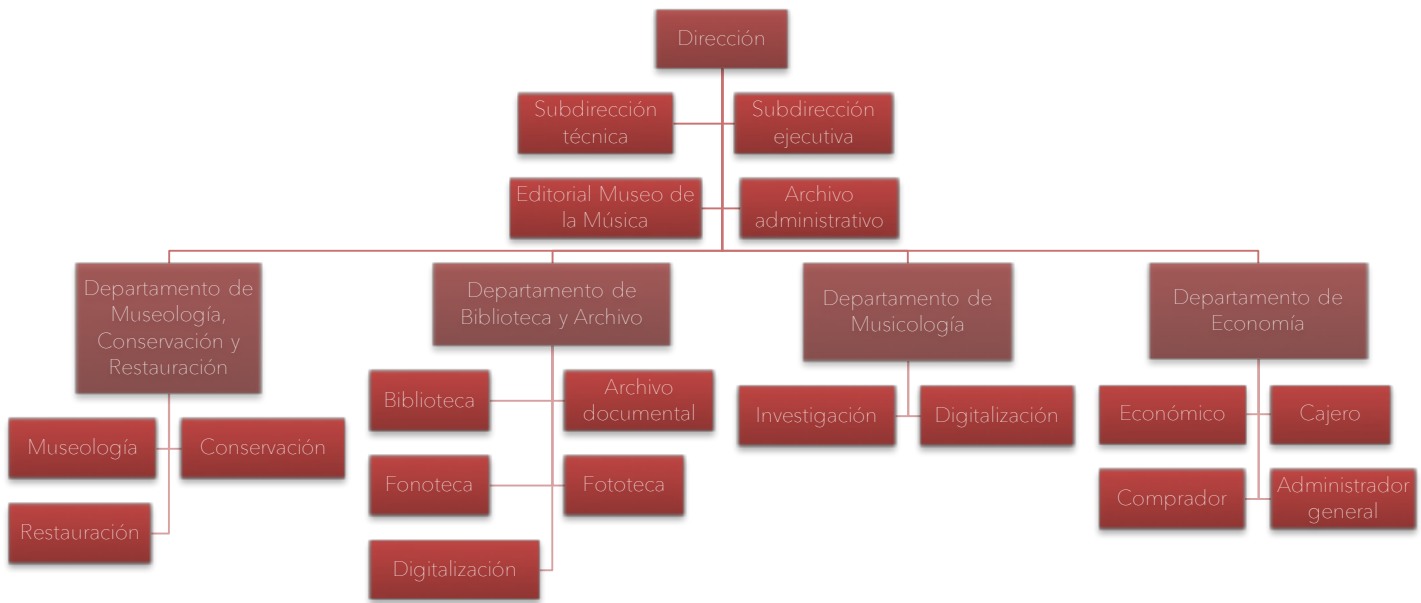 Dirección
Subdirección
técnica
Subdirección
ejecutiva
Editorial Museo de
la Música
Archivo
administrativo
Departamento de
Museología,
Conservación y
Restauración
Departamento de
Biblioteca y Archivo
Departamento de
Musicología
Departamento de
Economía
Museología
Conservación
Restauración
Biblioteca
Archivo
documental
Fonoteca
Fototeca
Digitalización
Investigación
Digitalización
Económico
Cajero
Comprador
Administrador
general